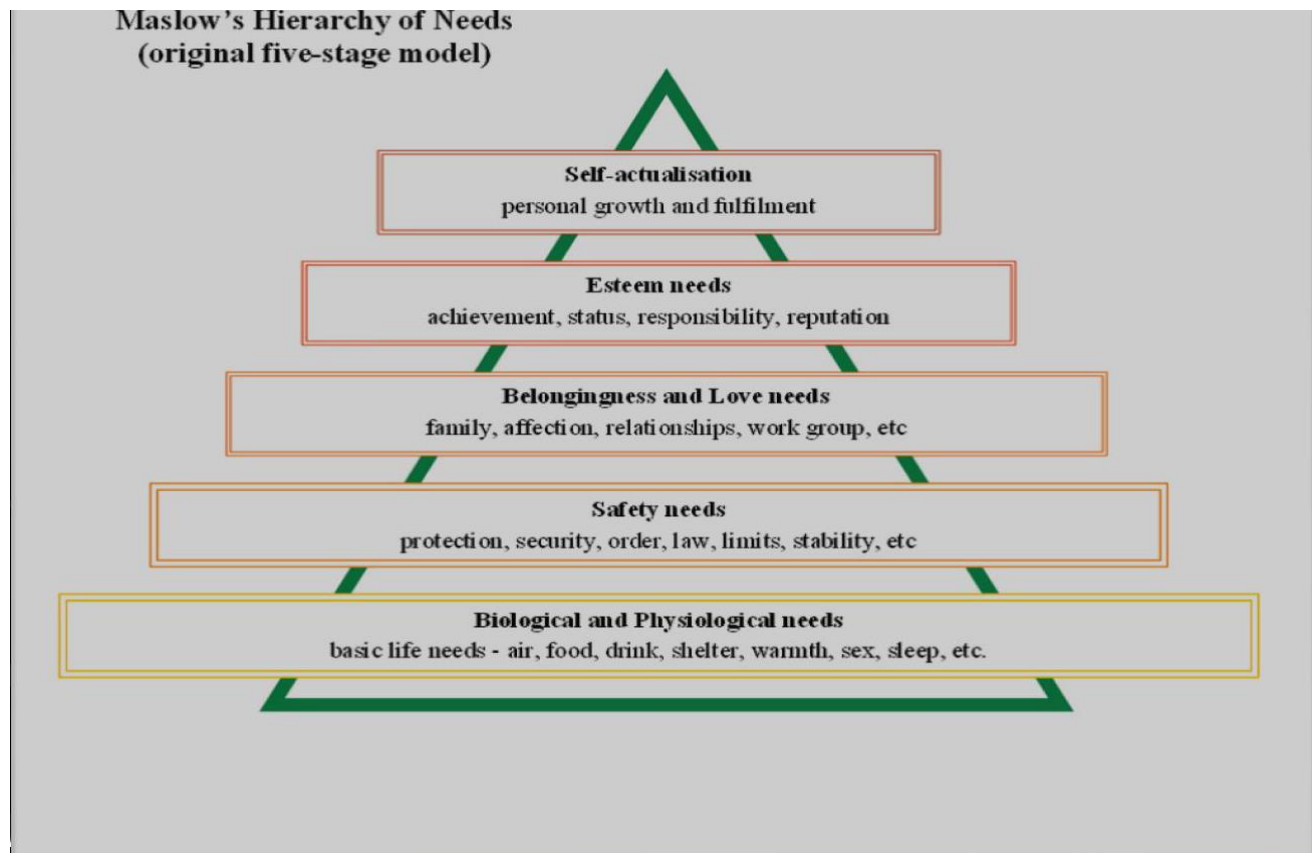 Maslow's Hierarchy of Needs
(original five-stage model)
Self-actualisation
personal growth and fulfilment
Esteem needs
achievement, status, responsibility, reputation
Belongingness and Love needs
family, affection, relationships, work group, etc
Safety needs
protection, security, order, law, limits, stability, etc
Biological and Physiological needs
basic life needs - air, food, drink, shelter, warmth, sex, sleep, etc.